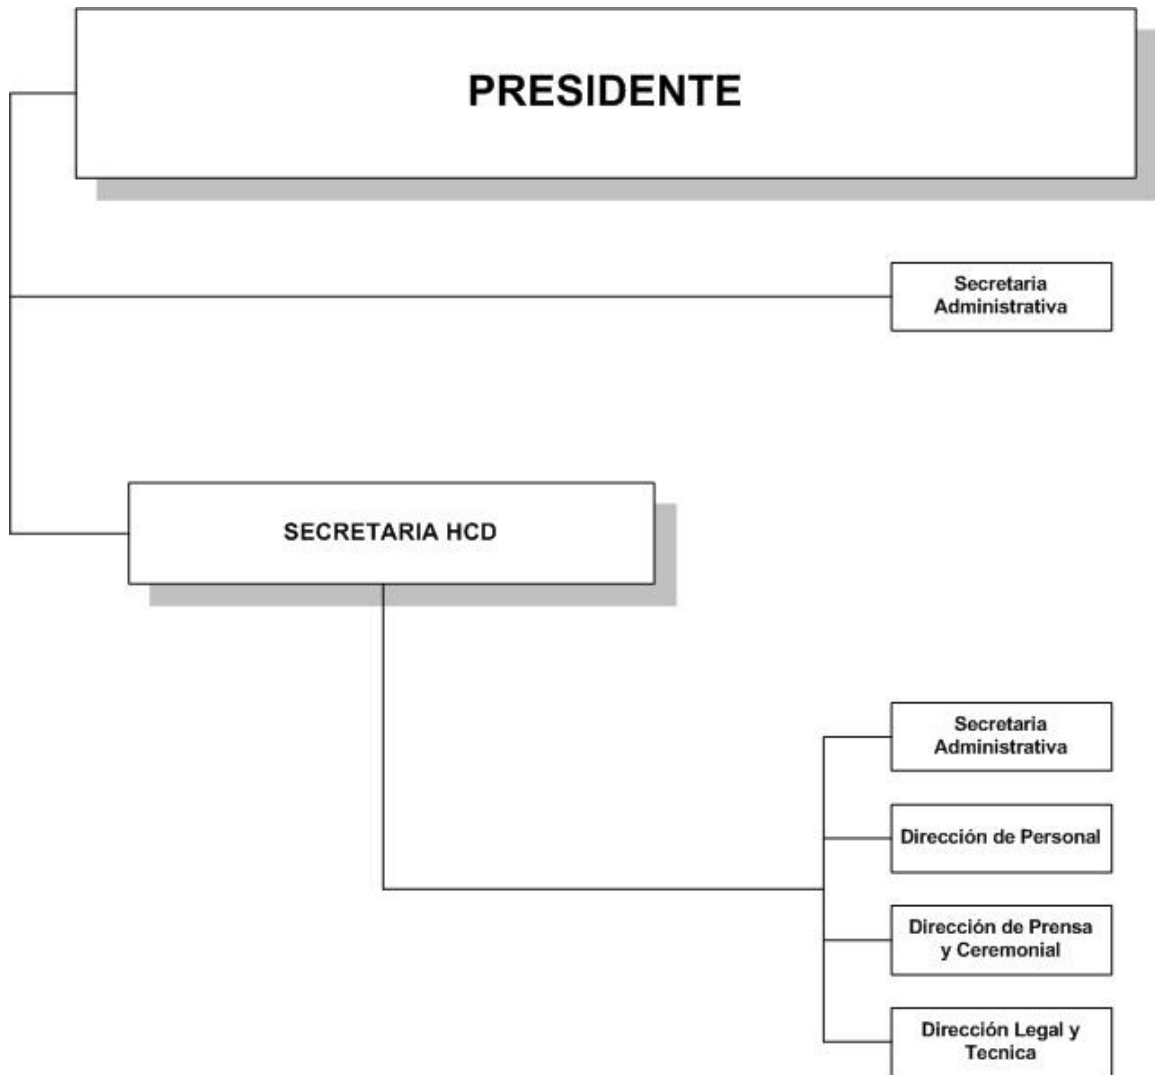 PRESIDENTE
Secretaria
Administrativa
SECRETARIA HCD
Secretaria
Administrativa
Dirección de Personal
Dirección de Prensa
y Ceremonial
Dirección Legal y
Tecnica